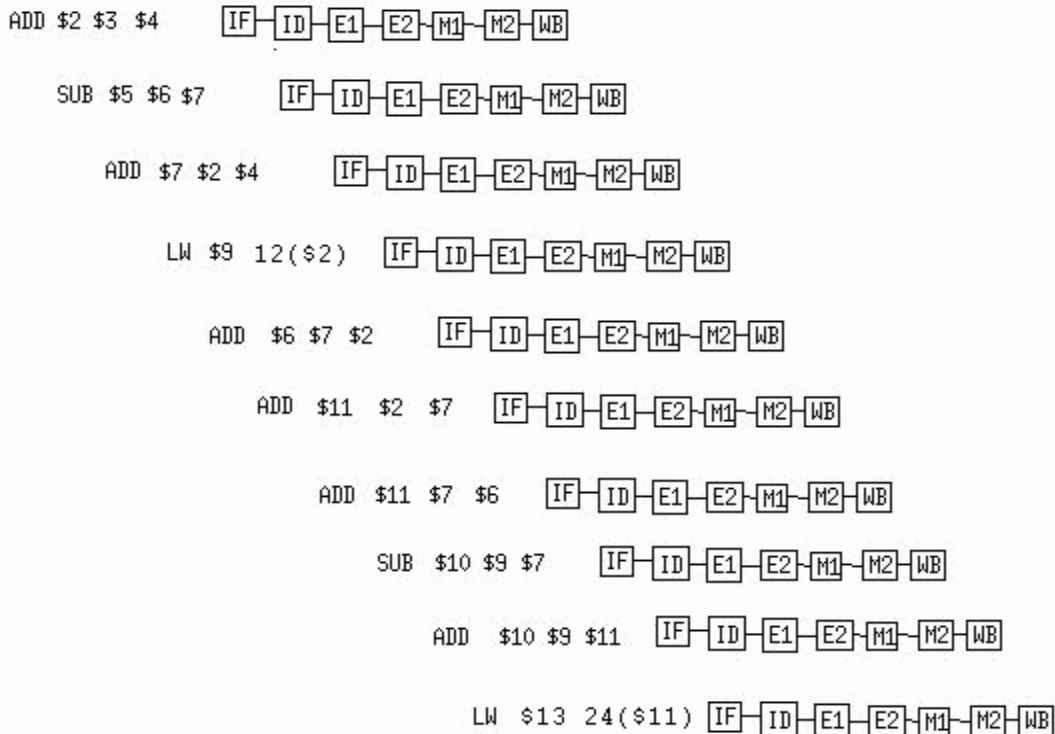 ADD $2 $3 $4 IF ID E1 E2 M1 M2 WB
SUB $5 $6 $7 IF ID E1 E2 M1 M2 WB
ADD $7 $2 $4 IF ID E1 E2 M1 M2 WB
LW $9 12($2) IF ID E1 E2 M1 M2 WB
ADD $6 $7 $2 IF ID E1 E2 M1 M2 WB
ADD $11 $2 $7 IF ID E1 E2 M1 M2 WB
ADD $11 $7 $6 IF ID E1 E2 M1 M2 WB
SUB $10 $9 $7 IF ID E1 E2 M1 M2 WB
ADD $10 $9 $11 IF ID E1 E2 M1 M2 WB
LW $13 24($11) IF ID E1 E2 M1 M2 WB